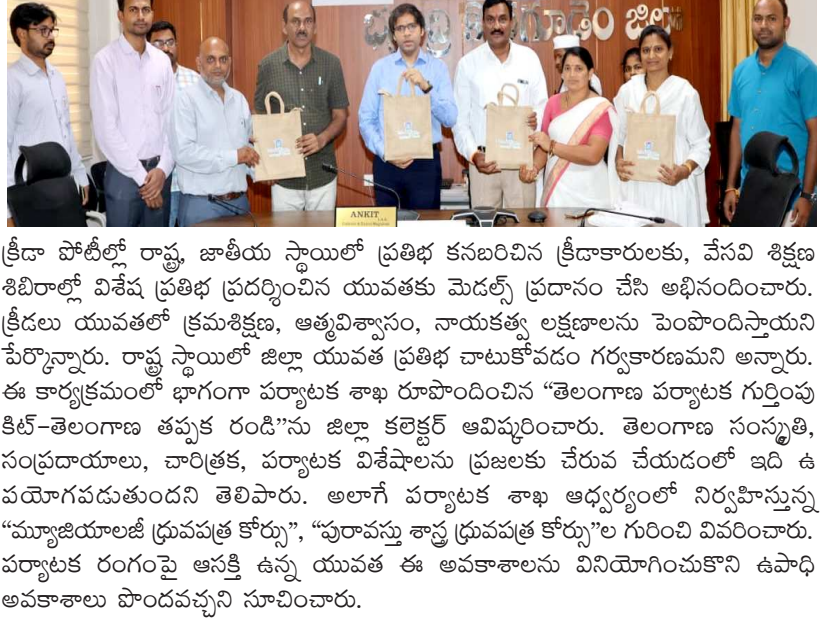 భద్రాద్రి కొత్తగూడెం జిల్లా
ANKIT
క్రీడా పోటీల్లో రాష్ట్ర, జాతీయ స్థాయిలో ప్రతిభ కనబరిచిన క్రీడాకారులకు, వేసవి శిక్షణ
శిబిరాల్లో విశేష ప్రతిభ ప్రదర్శించిన యువతకు మెడల్స్ ప్రదానం చేసి అభినందించారు.
క్రీడలు యువతలో క్రమశిక్షణ, ఆత్మవిశ్వాసం, నాయకత్వ లక్షణాలను పెంపొందిస్తాయని
పేర్కొన్నారు. రాష్ట్ర స్థాయిలో జిల్లా యువత ప్రతిభ చాటుకోవడం గర్వకారణమని అన్నారు.
ఈ కార్యక్రమంలో భాగంగా పర్యాటక శాఖ రూపొందించిన “తెలంగాణ పర్యాటక గుర్తింపు
కిట్–తెలంగాణ తప్పక రండి”ను జిల్లా కలెక్టర్ ఆవిష్కరించారు. తెలంగాణ సంస్కృతి,
సంప్రదాయాలు, చారిత్రక, పర్యాటక విశేషాలను ప్రజలకు చేరువ చేయడంలో ఇది ఉ
పయోగపడుతుందని తెలిపారు. అలాగే పర్యాటక శాఖ ఆధ్వర్యంలో నిర్వహిస్తున్న
“మ్యూజియాలజీ ధ్రువపత్ర కోర్సు”, “పురావస్తు శాస్త్ర ధ్రువపత్ర కోర్సు”ల గురించి వివరించారు.
పర్యాటక రంగంపై ఆసక్తి ఉన్న యువత ఈ అవకాశాలను వినియోగించుకొని ఉపాధి
అవకాశాలు పొందవచ్చని సూచించారు.